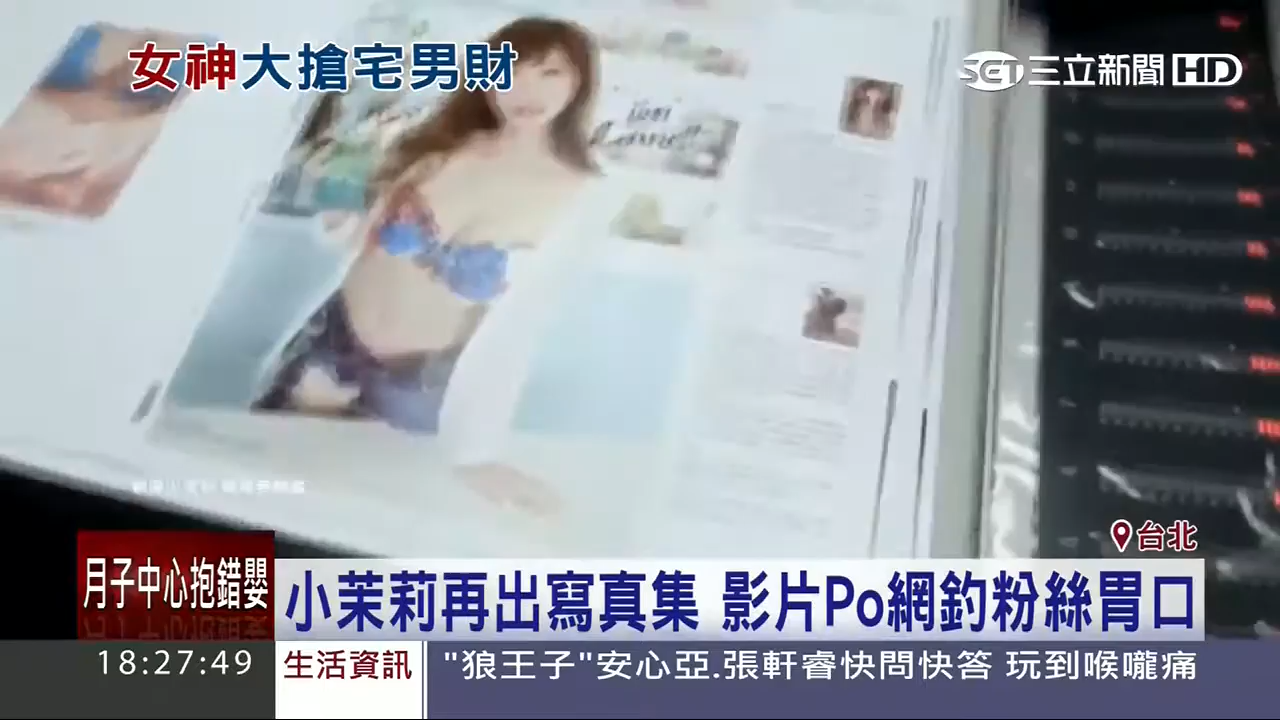 女神大搶宅男財
SET三立新聞HD
台北
月子中心抱錯嬰
小茉莉再出寫真集 影片Po網釣粉絲胃口
18:27:49
生活資訊
"狼王子"安心亞.張軒睿快問快答 玩到喉嚨痛